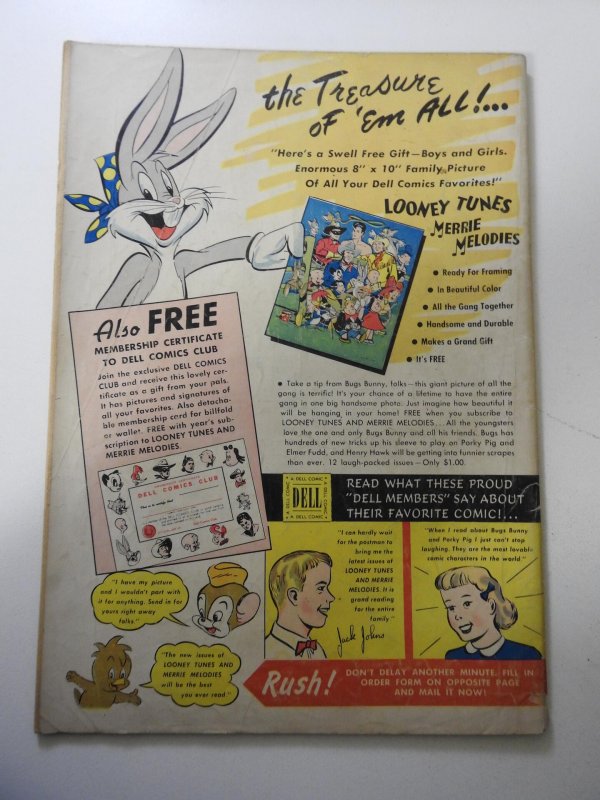 the Treasure
of 'Em ALL!...
"Here's a Swell Free Gift—Boys and Girls.
Enormous 8" x 10" Family Picture
Of All Your Dell Comics Favorites!"
LOONEY TUNES
MERRIE
MELODIES
• Ready For Framing
• In Beautiful Color
• All the Gang Together
• Handsome and Durable
• Makes a Grand Gift
• It's FREE
Also FREE
MEMBERSHIP CERTIFICATE
TO DELL COMICS CLUB
Join the exclusive DELL COMICS
CLUB and receive this lovely cer-
tificate as a gift from your pals.
It has pictures and signatures of
all your favorites. Also detacha-
ble membership card for billfold
or wallet. FREE with year's sub-
scription to LOONEY TUNES AND
MERRIE MELODIES.
DELL COMICS CLUB
• Take a tip from Bugs Bunny, folks—this giant picture of all the
gang is terrific! It's your chance of a lifetime to have the entire
gang in one big handsome photo. Just imagine how beautiful it
will be hanging in your home! FREE when you subscribe to
LOONEY TUNES AND MERRIE MELODIES... All the youngsters
love the one and only Bugs Bunny and all his friends. Bugs has
hundreds of new tricks up his sleeve to play on Porky Pig and
Elmer Fudd, and Henry Hawk will be getting into funnier scrapes
than ever. 12 laugh-packed issues—Only $1.00.
A DELL COMIC
A DELL COMIC
DELL
A DELL COMIC
A DELL COMIC
READ WHAT THESE PROUD
"DELL MEMBERS" SAY ABOUT
THEIR FAVORITE COMIC!...
"I can hardly wait
for the postman to
bring me the
latest issues of
LOONEY TUNES
AND MERRIE
MELODIES. It is
grand reading
for the entire
family."
Jack Johns
"When I read about Bugs Bunny
and Porky Pig I just can't stop
laughing. They are the most lovable
comic characters in the world."
"I have my picture
and I wouldn't part with
it for anything. Send in for
yours right away
folks."
"The new issues of
LOONEY TUNES AND
MERRIE MELODIES
will be the best
you ever read."
Rush!
DON'T DELAY ANOTHER MINUTE. FILL IN
ORDER FORM ON OPPOSITE PAGE
AND MAIL IT NOW!